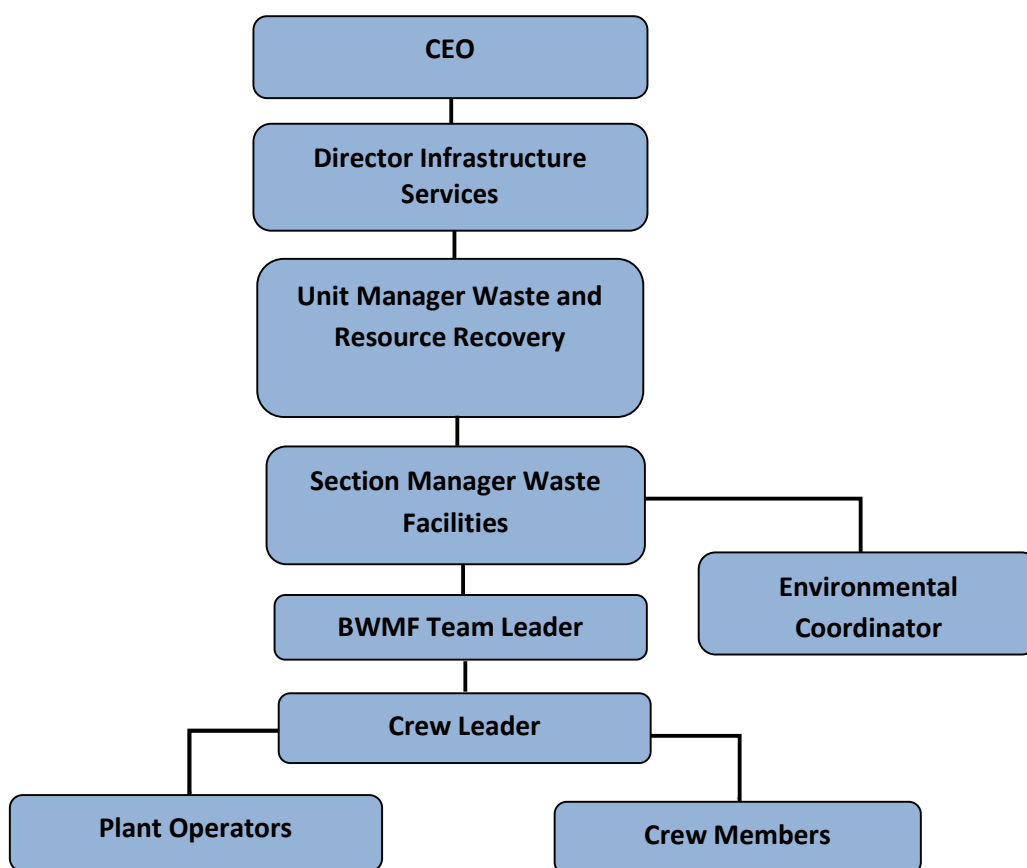 CEO
Director Infrastructure
Services
Unit Manager Waste and
Resource Recovery
Section Manager Waste
Facilities
Environmental
Coordinator
BWMF Team Leader
Crew Leader
Plant Operators
Crew Members